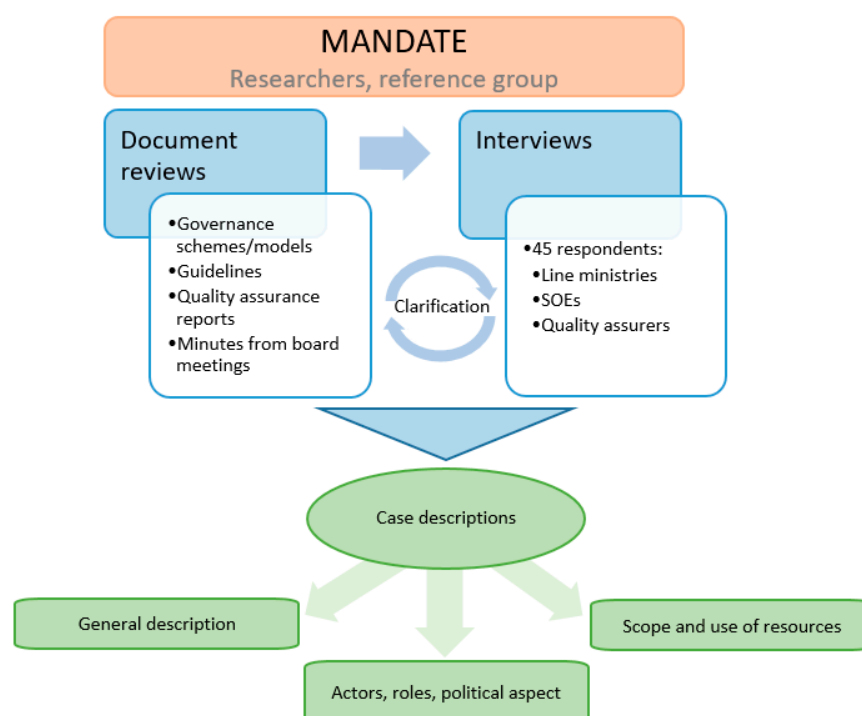 MANDATE
Researchers, reference group
Document
reviews
Interviews
•Governance
schemes/models
•Guidelines
•Quality assurance
reports
•Minutes from board
meetings
Clarification
•45 respondents:
•Line ministries
•SOEs
•Quality assurers
Case descriptions
General description
Scope and use of resources
Actors, roles, political aspect